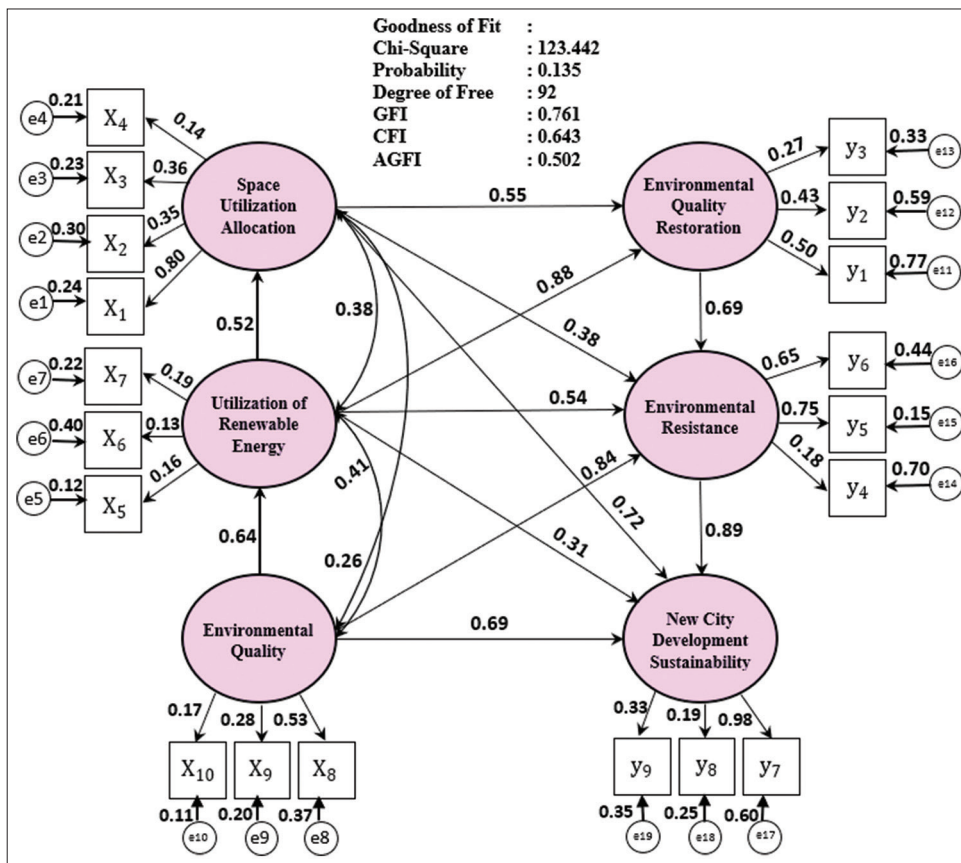 Goodness of Fit :
Chi-Square : 123.442
Probability : 0.135
Degree of Free : 92
GFI : 0.761
CFI : 0.643
AGFI : 0.502
e4 0.21 X4 0.14
e3 0.23 X3 0.36
e2 0.30 X2 0.35
e1 0.24 X1 0.80
Space
Utilization
Allocation
0.55
Environmental
Quality
Restoration
0.27 y3 0.33 e13
0.43 y2 0.59 e12
0.50 y1 0.77 e11
0.52
0.38
0.88
0.38
0.69
e7 0.22 X7 0.19
e6 0.40 X6 0.13
e5 0.12 X5 0.16
Utilization of
Renewable
Energy
0.54
Environmental
Resistance
0.65 y6 0.44 e16
0.75 y5 0.15 e15
0.18 y4 0.70 e14
0.64
0.41
0.26
0.84
0.72
0.31
0.89
Environmental
Quality
0.69
New City
Development
Sustainability
0.17 0.28 0.53
X10 X9 X8
0.11 0.20 0.37
e10 e9 e8
0.33 0.19 0.98
y9 y8 y7
0.35 0.25 0.60
e19 e18 e17